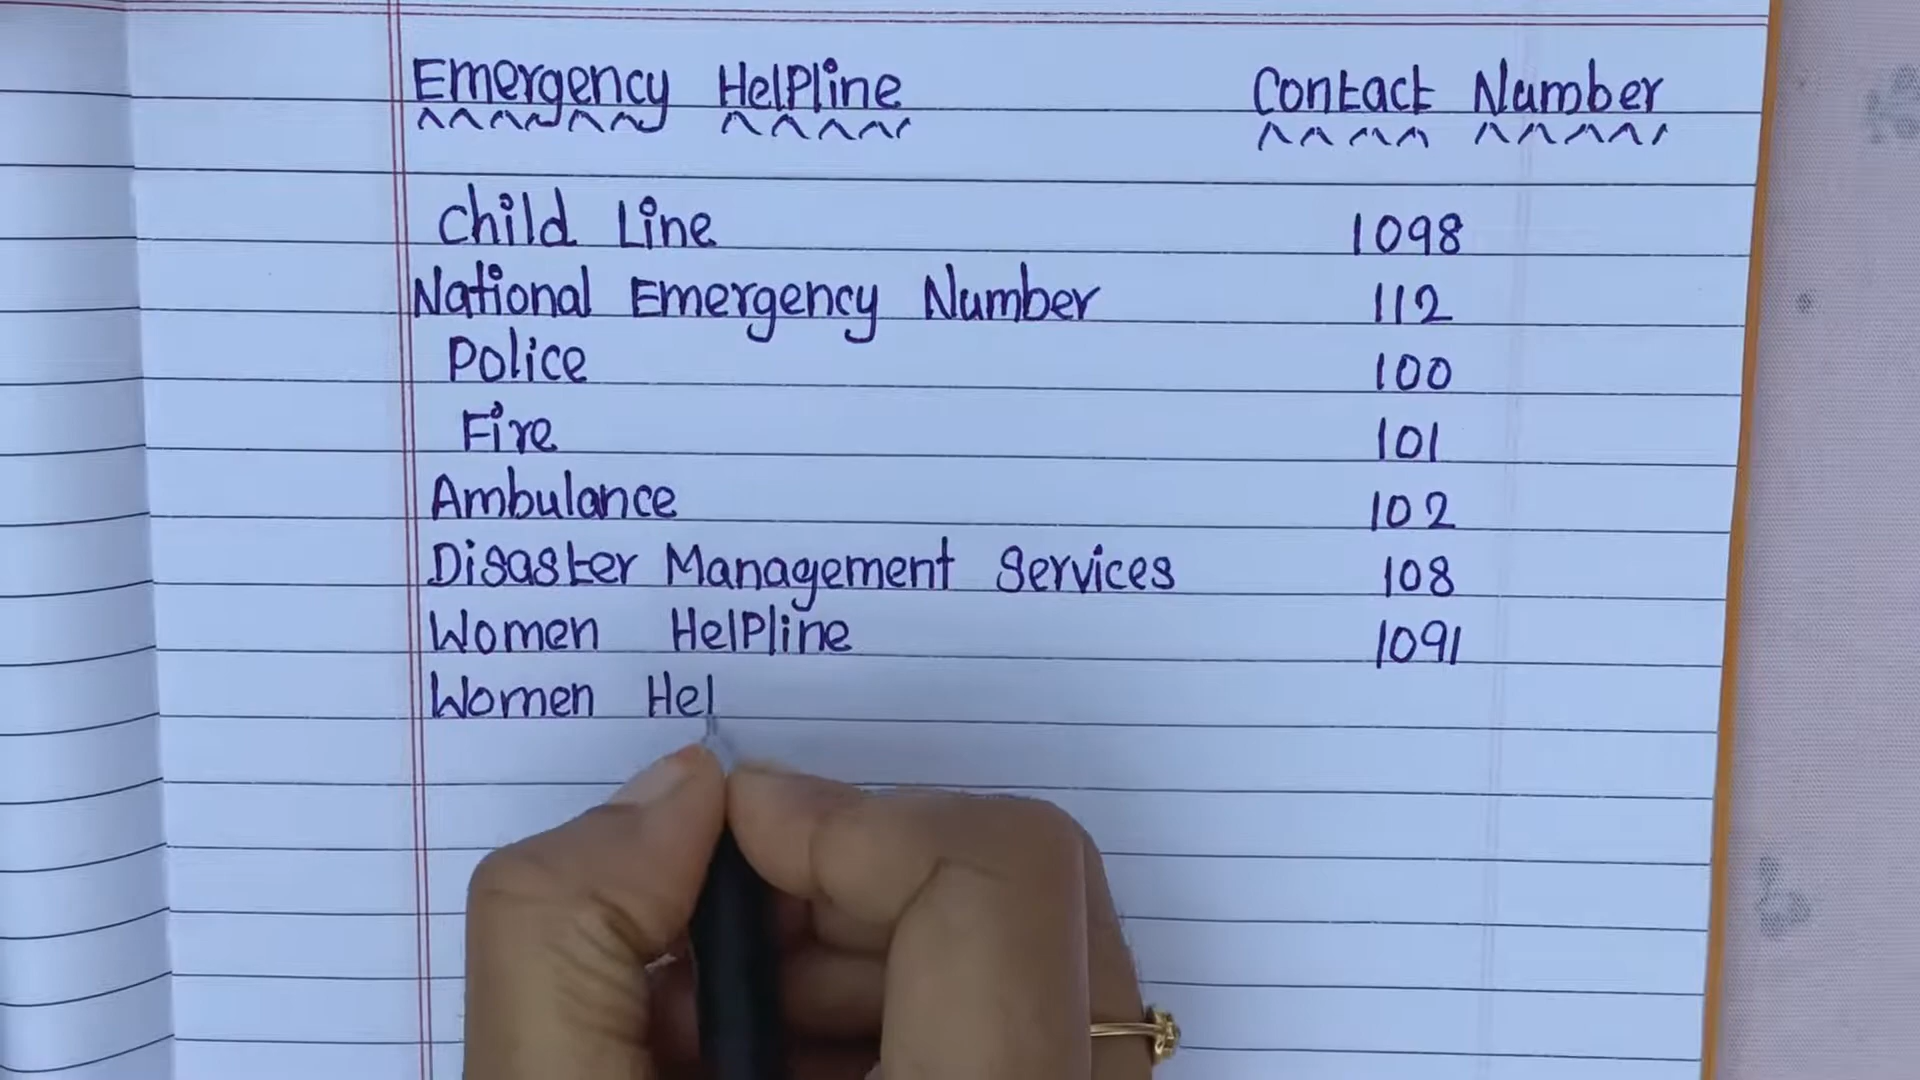 Emergency Helpline Contact Number
Child Line 1098
National Emergency Number 112
Police 100
Fire 101
Ambulance 102
Disaster Management Services 108
Women Helpline 1091
Women Hel